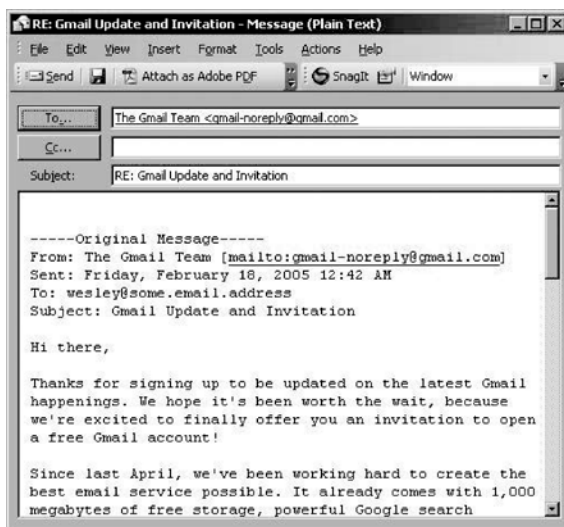 RE: Gmail Update and Invitation - Message (Plain Text)
File Edit View Insert Format Tools Actions Help
Send Attach as Adobe PDF SnagIt Window
To... The Gmail Team <gmail-noreply@gmail.com>
Cc...
Subject: RE: Gmail Update and Invitation
-----Original Message-----
From: The Gmail Team [mailto:gmail-noreply@gmail.com]
Sent: Friday, February 18, 2005 12:42 AM
To: wesley@some.email.address
Subject: Gmail Update and Invitation
Hi there,
Thanks for signing up to be updated on the latest Gmail
happenings. We hope it's been worth the wait, because
we're excited to finally offer you an invitation to open
a free Gmail account!
Since last April, we've been working hard to create the
best email service possible. It already comes with 1,000
megabytes of free storage, powerful Google search